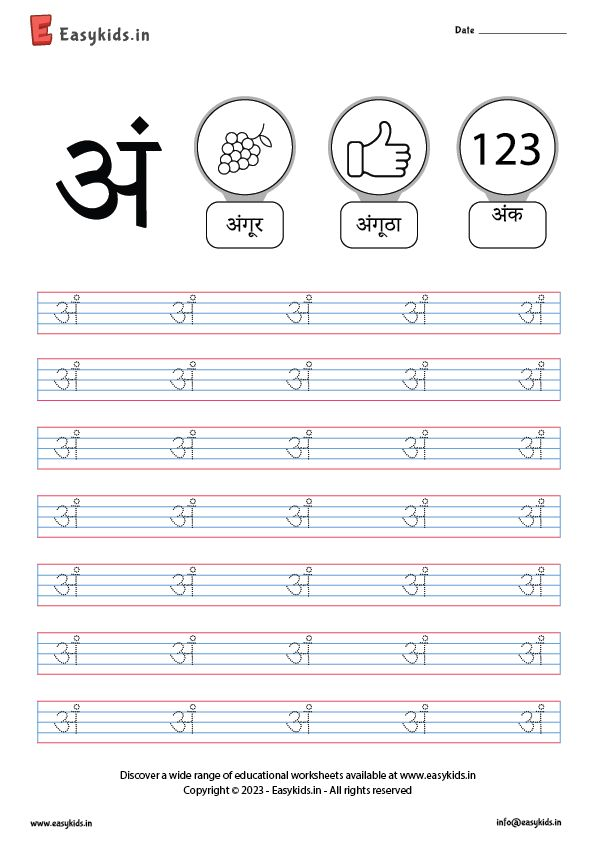 E Easykids.in
Date
अं
123
अंगूर
अंगूठा
अंक
अं अं अं अं अं
अं अं अं अं अं
अं अं अं अं अं
अं अं अं अं अं
अं अं अं अं अं
अं अं अं अं अं
अं अं अं अं अं
Discover a wide range of educational worksheets available at www.easykids.in
Copyright © 2023 - Easykids.in - All rights reserved
www.easykids.in
info@easykids.in